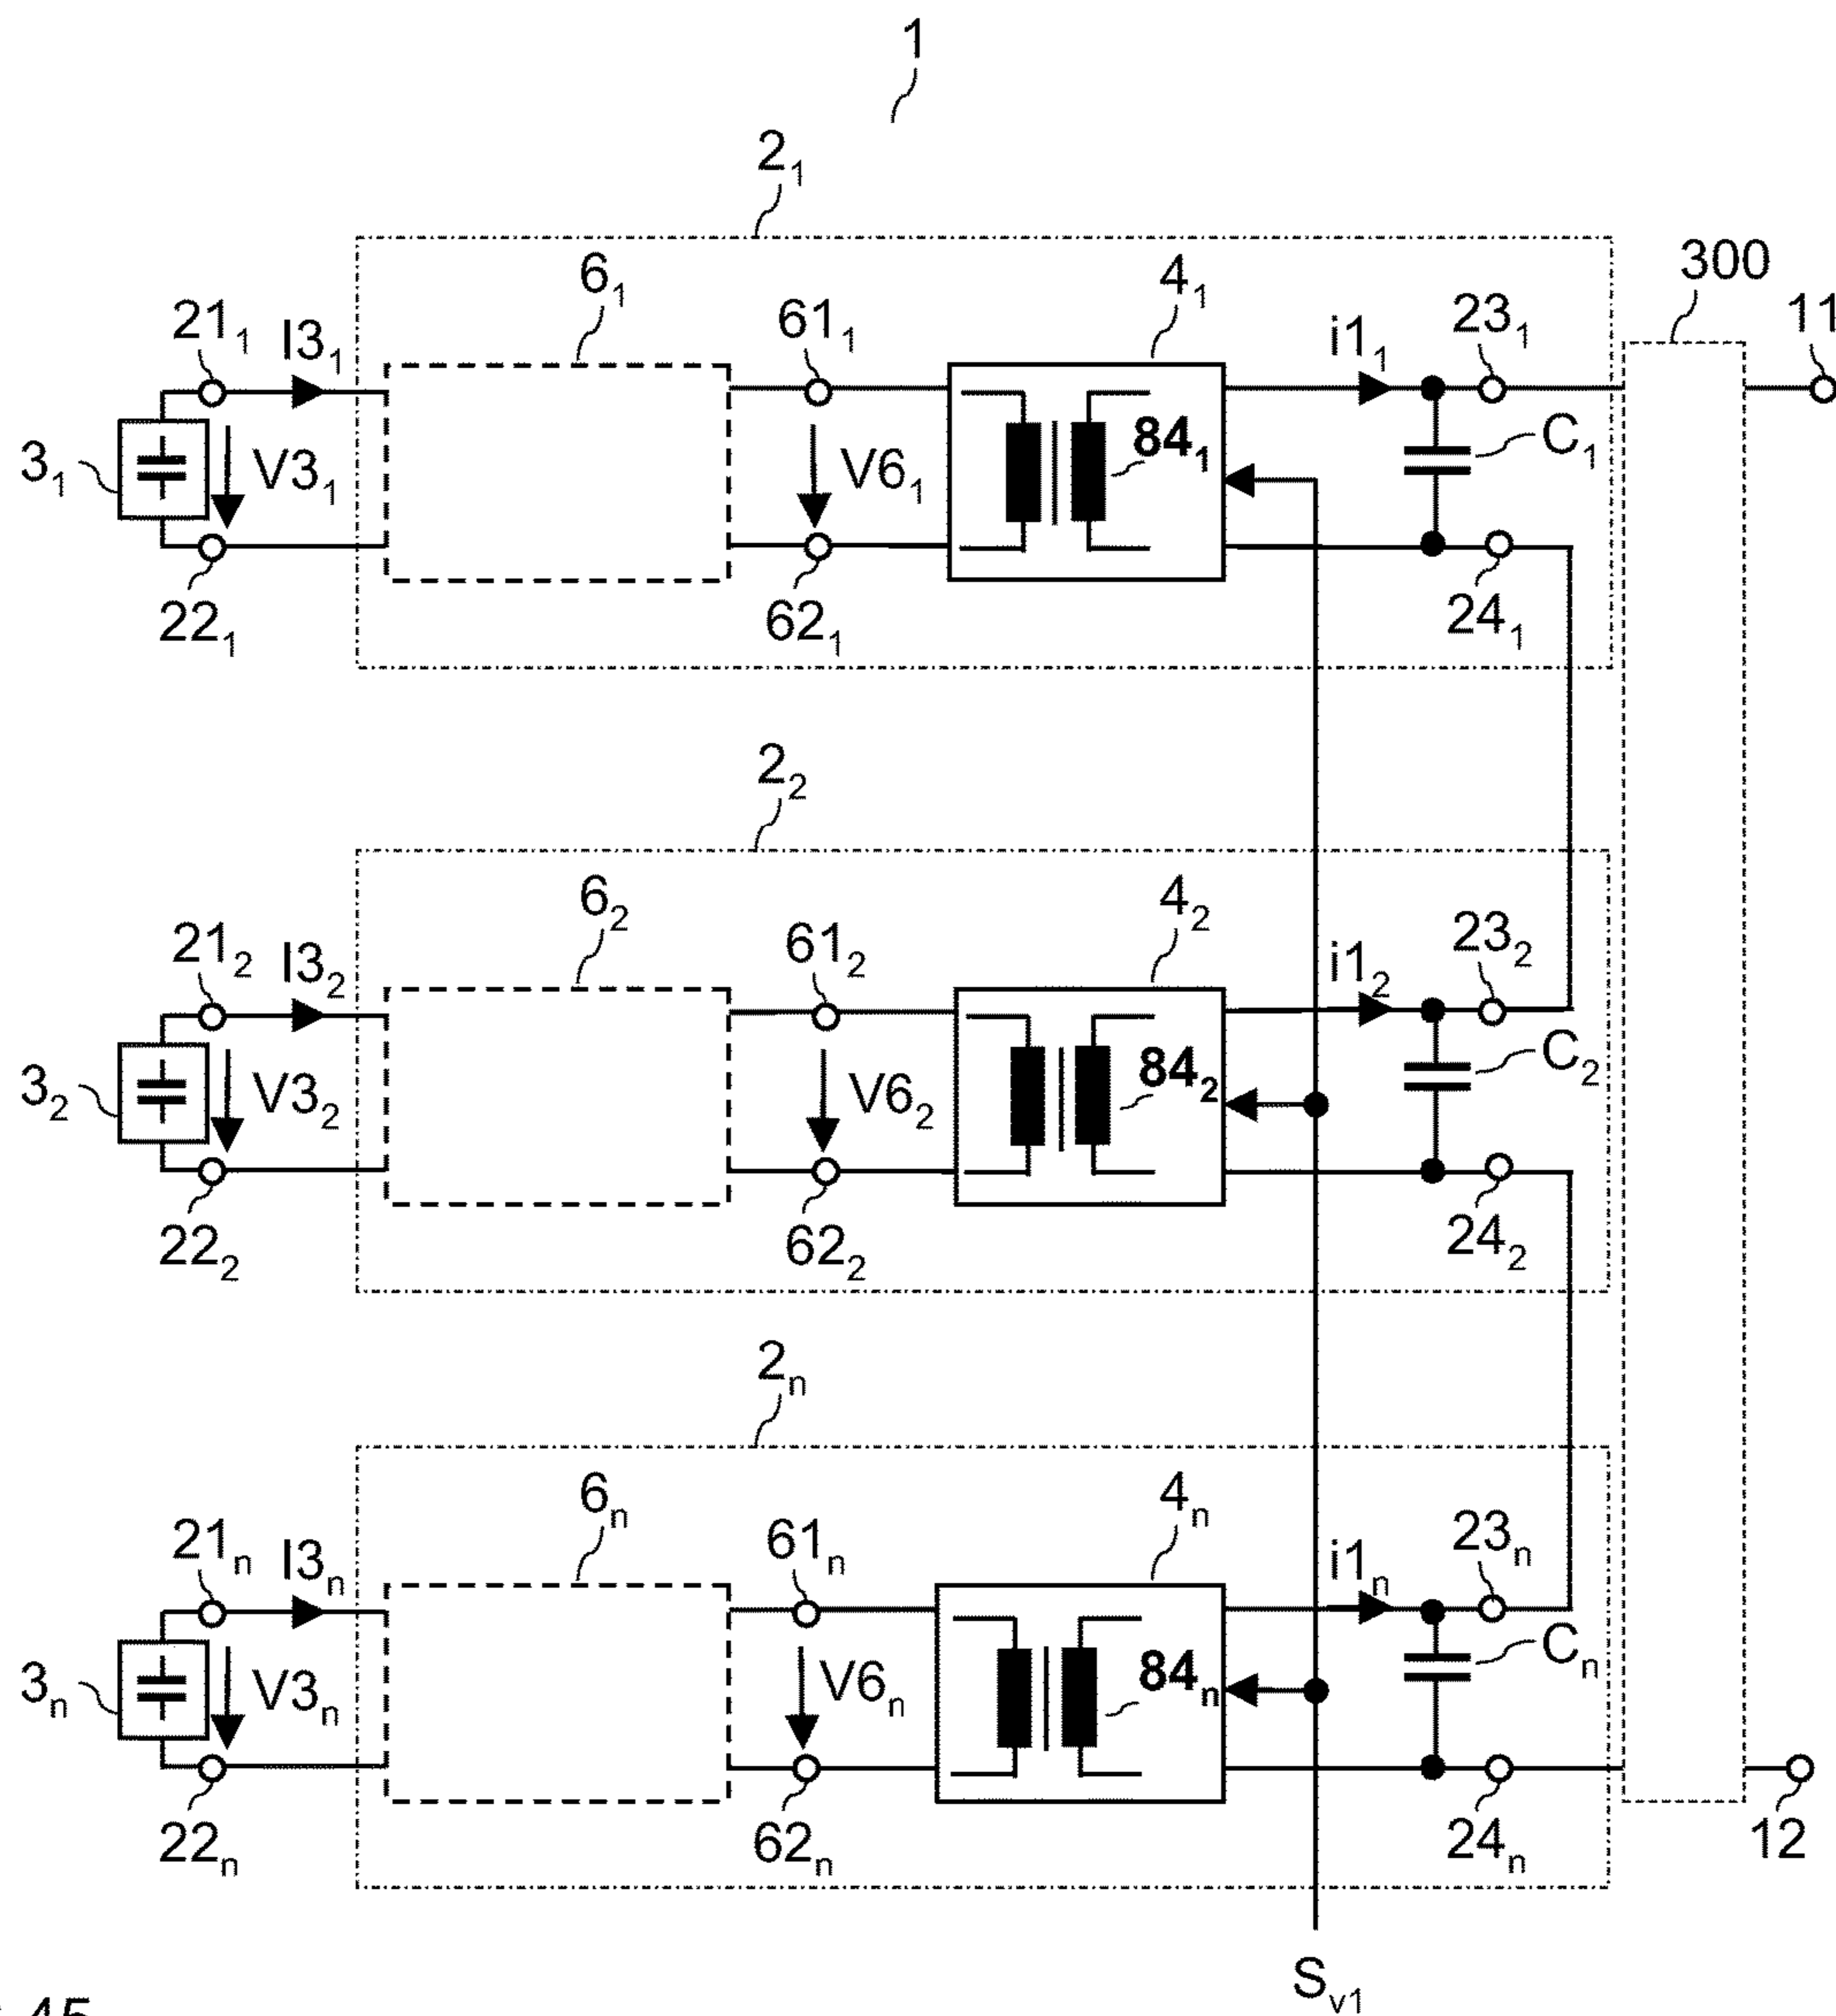 1
2₁
300
6₁
4₁
21₁
I3₁
61₁
i1₁
23₁
11
3₁
V3₁
V6₁
84₁
C₁
22₁
62₁
24₁
2₂
6₂
4₂
21₂
I3₂
61₂
i1₂
23₂
3₂
V3₂
V6₂
84₂
C₂
22₂
62₂
24₂
2ₙ
6ₙ
4ₙ
21ₙ
I3ₙ
61ₙ
i1ₙ
23ₙ
3ₙ
V3ₙ
V6ₙ
84ₙ
Cₙ
22ₙ
62ₙ
24ₙ
12
Sᵥ₁